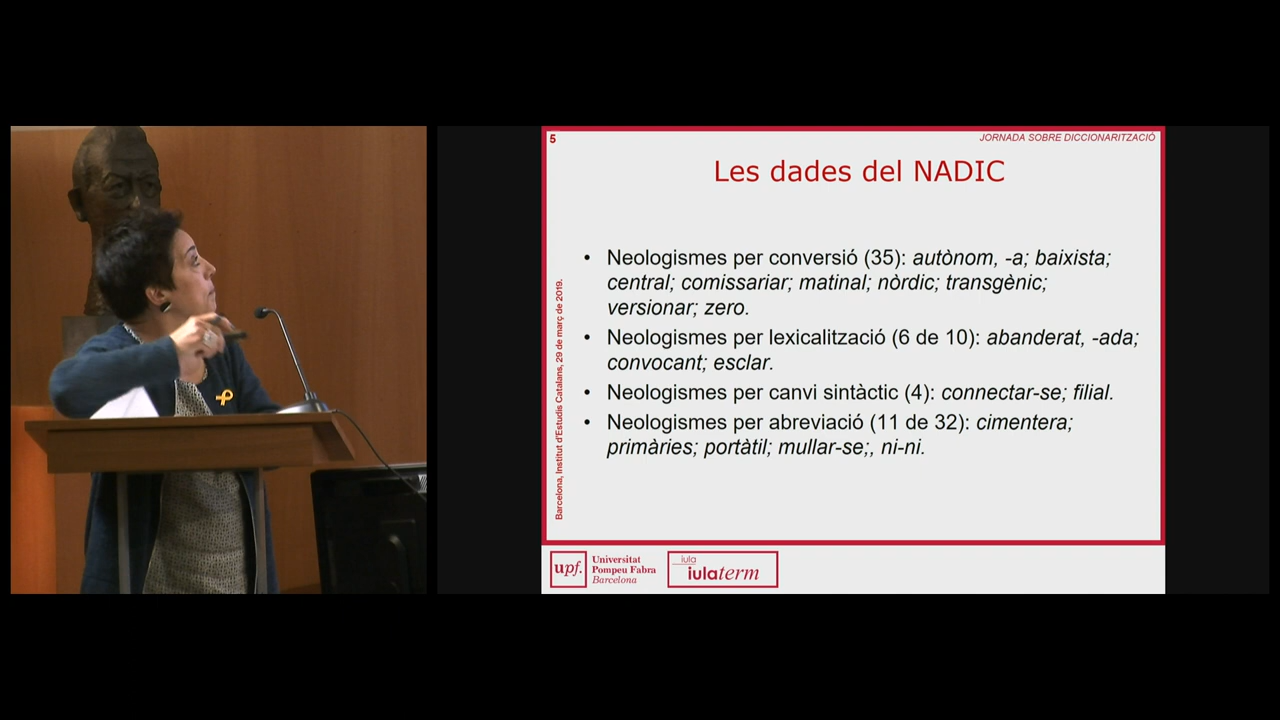 5
JORNADA SOBRE DICCIONARITZACIÓ
Les dades del NADIC
• Neologismes per conversió (35): autònom, -a; baixista;
central; comissariar; matinal; nòrdic; transgènic;
versionar; zero.
• Neologismes per lexicalització (6 de 10): abanderat, -ada;
convocant; esclar.
• Neologismes per canvi sintàctic (4): connectar-se; filial.
• Neologismes per abreviació (11 de 32): cimentera;
primàries; portàtil; mullar-se;, ni-ni.
Barcelona, Institut d'Estudis Catalans, 29 de març de 2019.
upf.
Universitat
Pompeu Fabra
Barcelona
iula
iulaterm